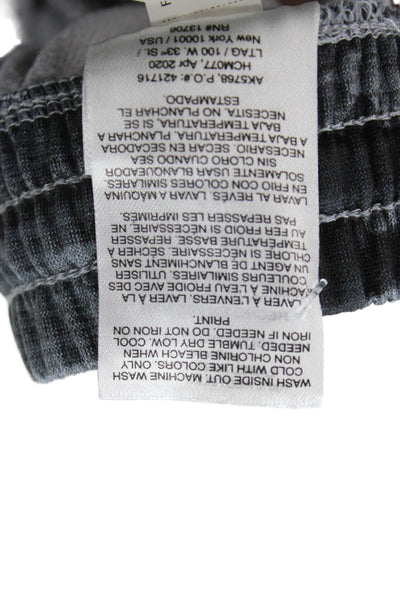 WASH INSIDE OUT. MACHINE WASH
COLD WITH LIKE COLORS. ONLY
NON CHLORINE BLEACH WHEN
NEEDED. TUMBLE DRY LOW. COOL
IRON IF NEEDED. DO NOT IRON ON
PRINT.
LAVER À L'ENVERS. LAVER À LA
MACHINE À L'EAU FROIDE AVEC DES
COULEURS SIMILAIRES. UTILISER
UN AGENT DE BLANCHIMENT SANS
CHLORE SI NÉCESSAIRE. SÉCHER À
TEMPÉRATURE BASSE. REPASSER
AU FER FROID SI NÉCESSAIRE. NE
PAS REPASSER LES IMPRIMÉS.
LAVAR AL REVÉS. LAVAR A MÁQUINA
EN FRIO CON COLORES SIMILARES.
SOLAMENTE USAR BLANQUEADOR
SIN CLORO CUANDO SEA
NECESARIO. SECAR EN SECADORA
A BAJA TEMPERATURA. PLANCHAR A
BAJA TEMPERATURA, SI SE
NECESITA. NO PLANCHAR EL
ESTAMPADO.
AK5768, P.O.#: 421716
HCM077, Apr 2020
LTAG / 100 W. 33rd St. /
New York 10001 / USA
RN# 13706